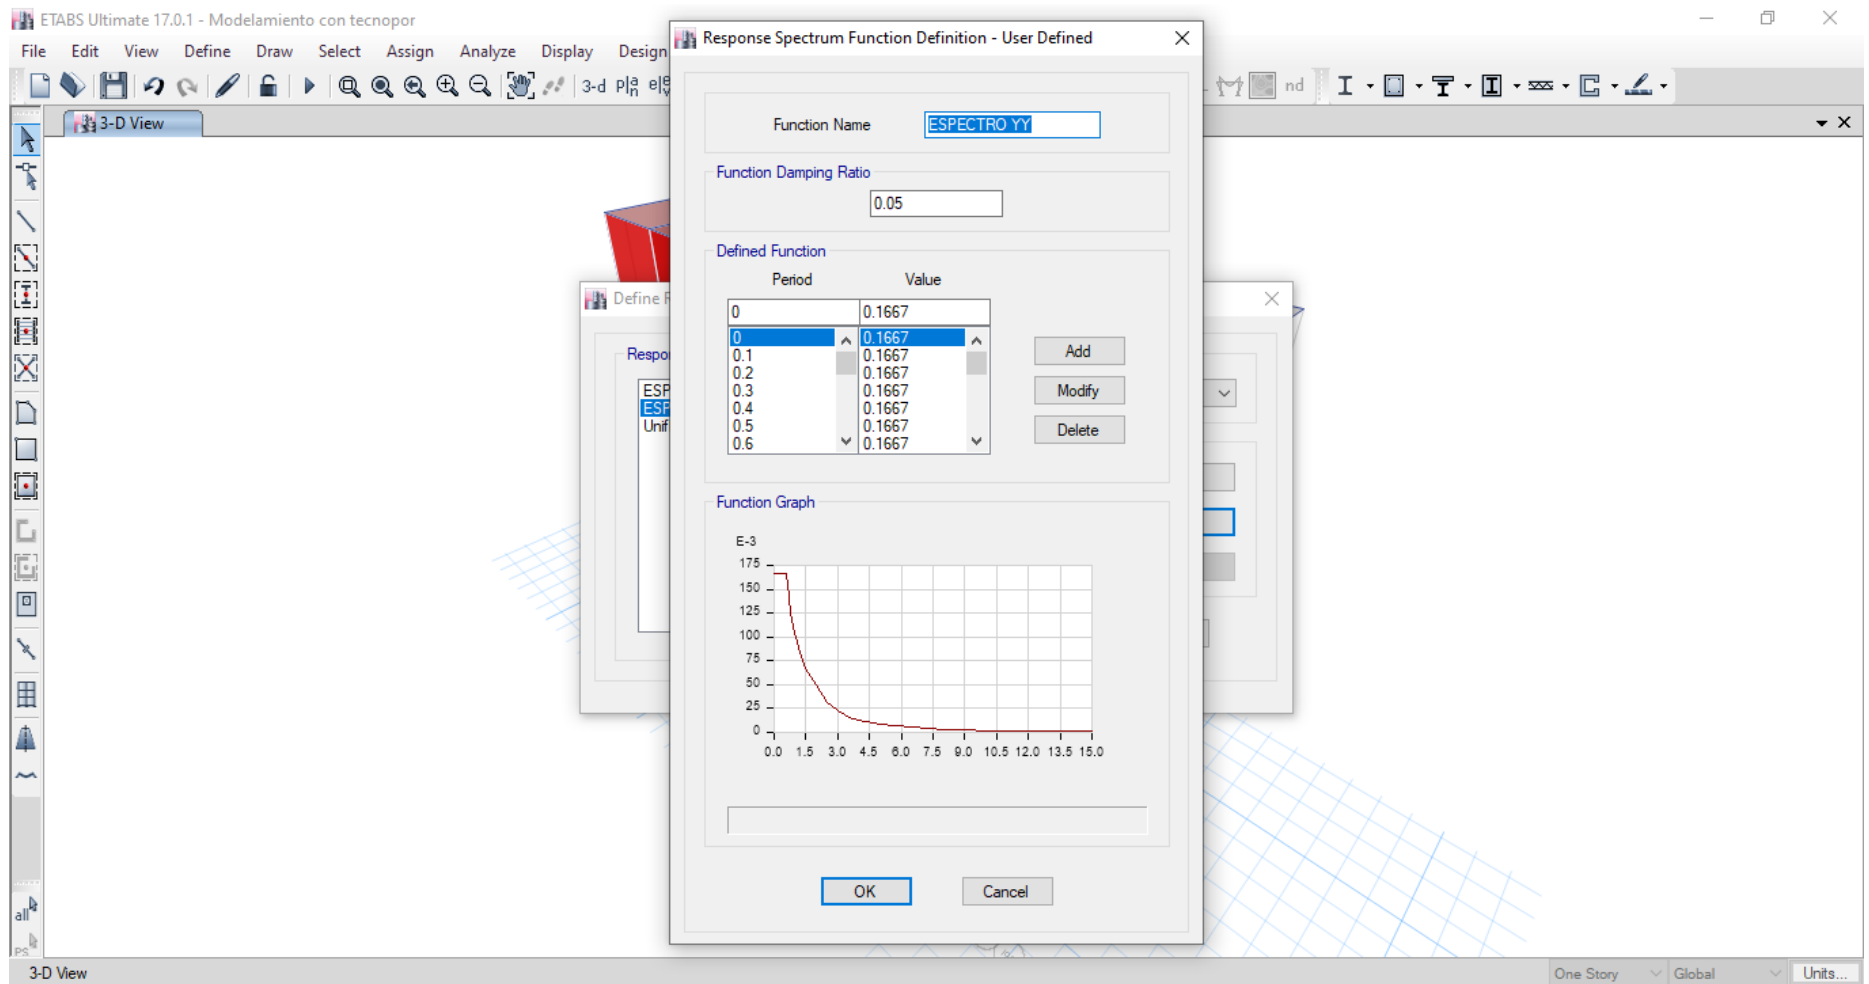 ETABS Ultimate 17.0.1 - Modelamiento con tecnopor
File Edit View Define Draw Select Assign Analyze Display Design
3-d
nd
3-D View
Response Spectrum Function Definition - User Defined
Function Name ESPECTRO YY
Function Damping Ratio
0.05
Defined Function
Period Value
0 0.1667
0 0.1667
0.1 0.1667
0.2 0.1667
0.3 0.1667
0.4 0.1667
0.5 0.1667
0.6 0.1667
Add
Modify
Delete
Function Graph
E-3
175
150
125
100
75
50
25
0
0.0 1.5 3.0 4.5 6.0 7.5 9.0 10.5 12.0 13.5 15.0
OK Cancel
Define
Respo
ESP
ESP
Unif
all
PS
3-D View
One Story Global Units...